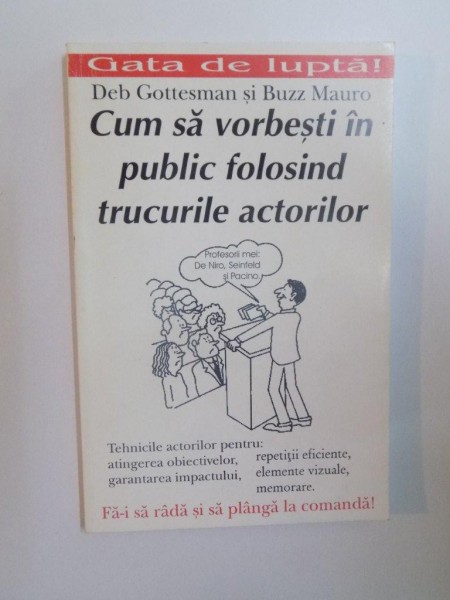 Gata de luptă!
Deb Gottesman și Buzz Mauro
Cum să vorbești în
public folosind
trucurile actorilor
Profesorii mei:
De Niro, Seinfeld
și Pacino.
Tehnicile actorilor pentru:
atingerea obiectivelor,
garantarea impactului,
repetiții eficiente,
elemente vizuale,
memorare.
Fă-i să râdă și să plângă la comandă!